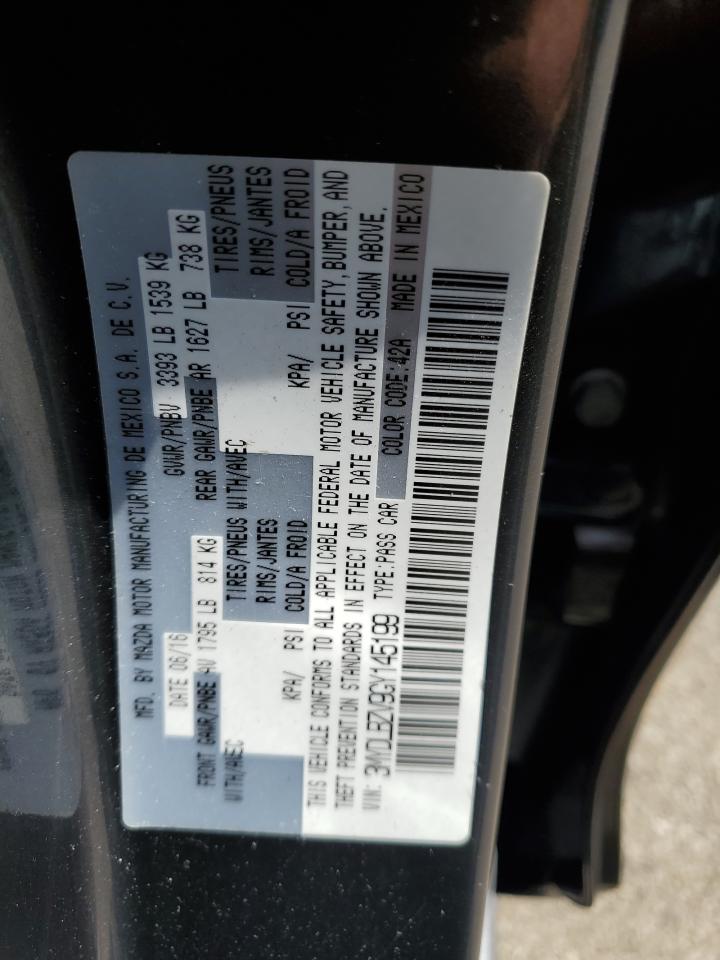 MFD. BY MAZDA MOTOR MANUFACTURING DE MEXICO S.A. DE C.V.
DATE 06/16 GVWR/PNBV 3393 LB 1539 KG
FRONT GAWR/PNBE AV 1795 LB 814 KG REAR GAWR/PNBE AR 1627 LB 738 KG
WITH/AVEC TIRES/PNEUS WITH/AVEC TIRES/PNEUS
RIMS/JANTES RIMS/JANTES
KPA/ PSI COLD/A FROID KPA/ PSI COLD/A FROID
THIS VEHICLE CONFORMS TO ALL APPLICABLE FEDERAL MOTOR VEHICLE SAFETY, BUMPER, AND
THEFT PREVENTION STANDARDS IN EFFECT ON THE DATE OF MANUFACTURE SHOWN ABOVE.
VIN: 3MYDLBZV9GY145199 TYPE:PASS CAR COLOR CODE:42A MADE IN MEXICO